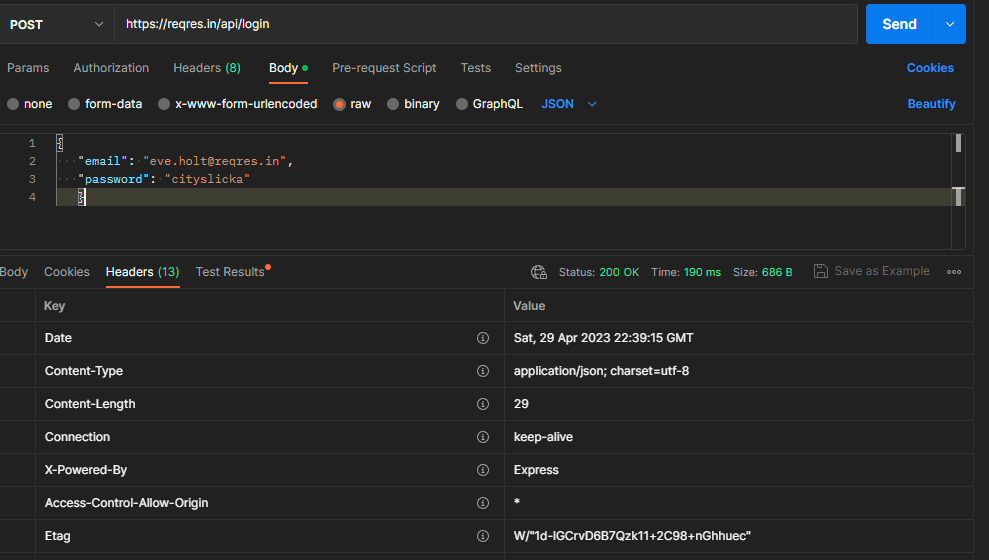 POST https://reqres.in/api/login Send
Params Authorization Headers (8) Body Pre-request Script Tests Settings Cookies
none form-data x-www-form-urlencoded raw binary GraphQL JSON Beautify
1 {
2 "email": "eve.holt@reqres.in",
3 "password": "cityslicka"
4 }
Body Cookies Headers (13) Test Results Status: 200 OK Time: 190 ms Size: 686 B Save as Example
Key Value
Date Sat, 29 Apr 2023 22:39:15 GMT
Content-Type application/json; charset=utf-8
Content-Length 29
Connection keep-alive
X-Powered-By Express
Access-Control-Allow-Origin *
Etag W/"1d-lGCrvD6B7Qzk11+2C98+nGhhuec"